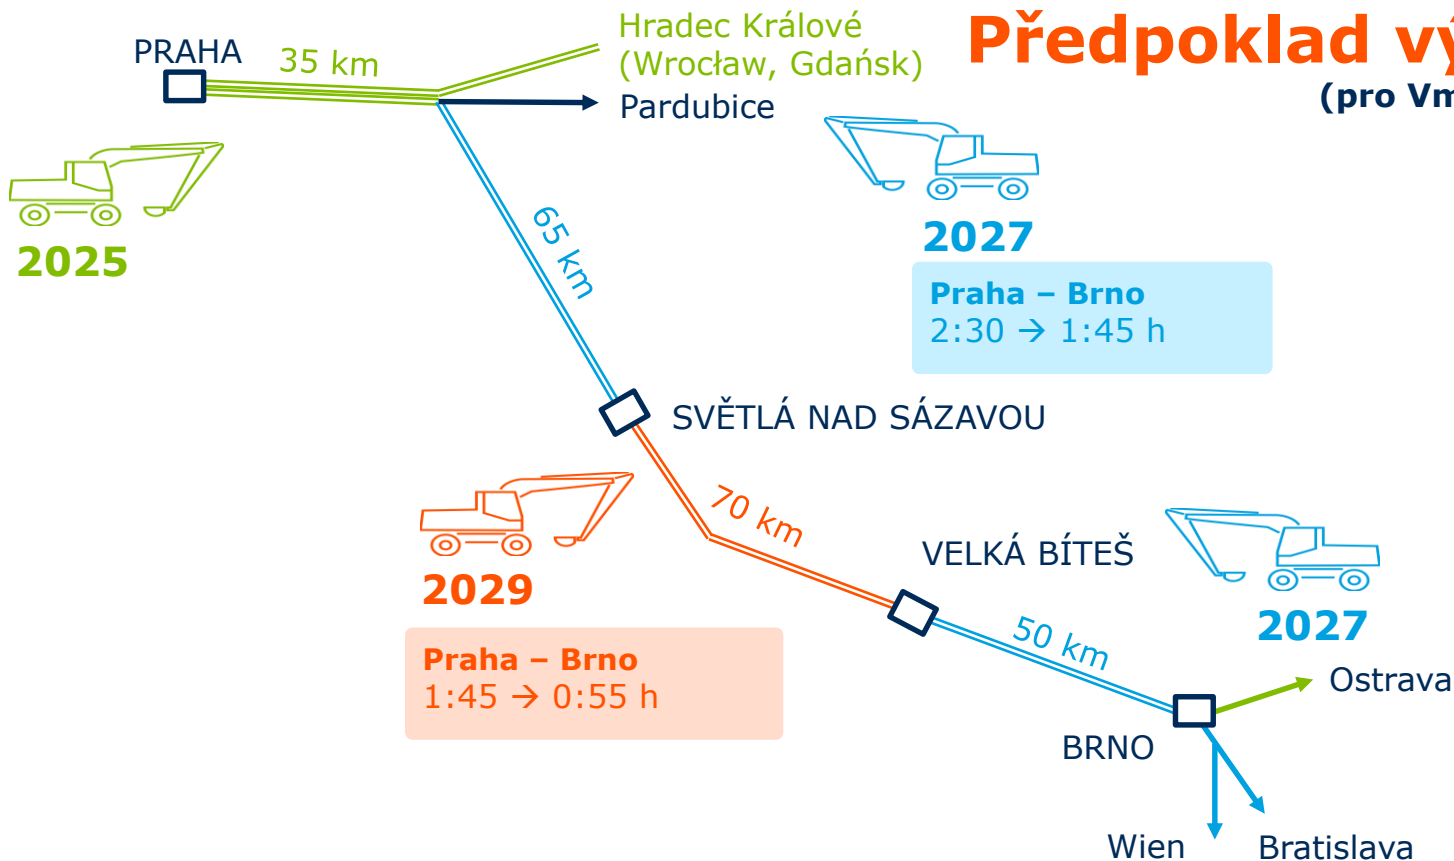 Předpoklad
(pro
PRAHA
35 km
Hradec Králové
(Wrocław, Gdańsk)
Pardubice
2025
65 km
2027
Praha – Brno
2:30 → 1:45 h
SVĚTLÁ NAD SÁZAVOU
70 km
2029
Praha – Brno
1:45 → 0:55 h
VELKÁ BÍTEŠ
2027
50 km
Ostrava
BRNO
Wien
Bratislava